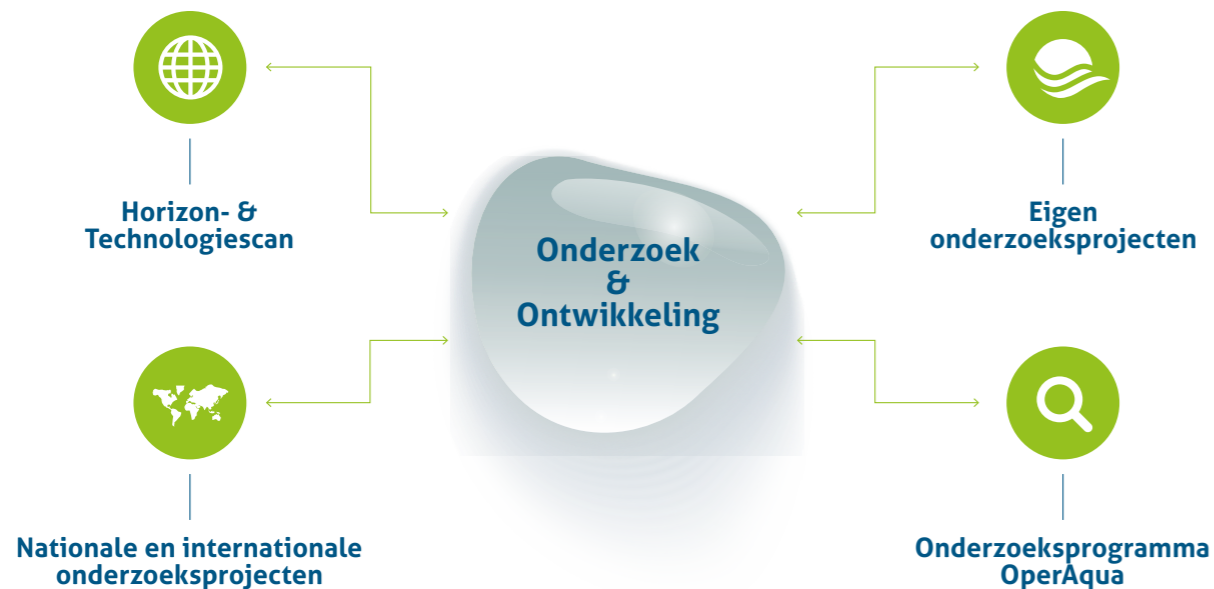 Horizon- &
Technologiescan
Eigen
onderzoeksprojecten
Onderzoek
&
Ontwikkeling
Nationale en internationale
onderzoeksprojecten
Onderzoeksprogramma
OperAqua